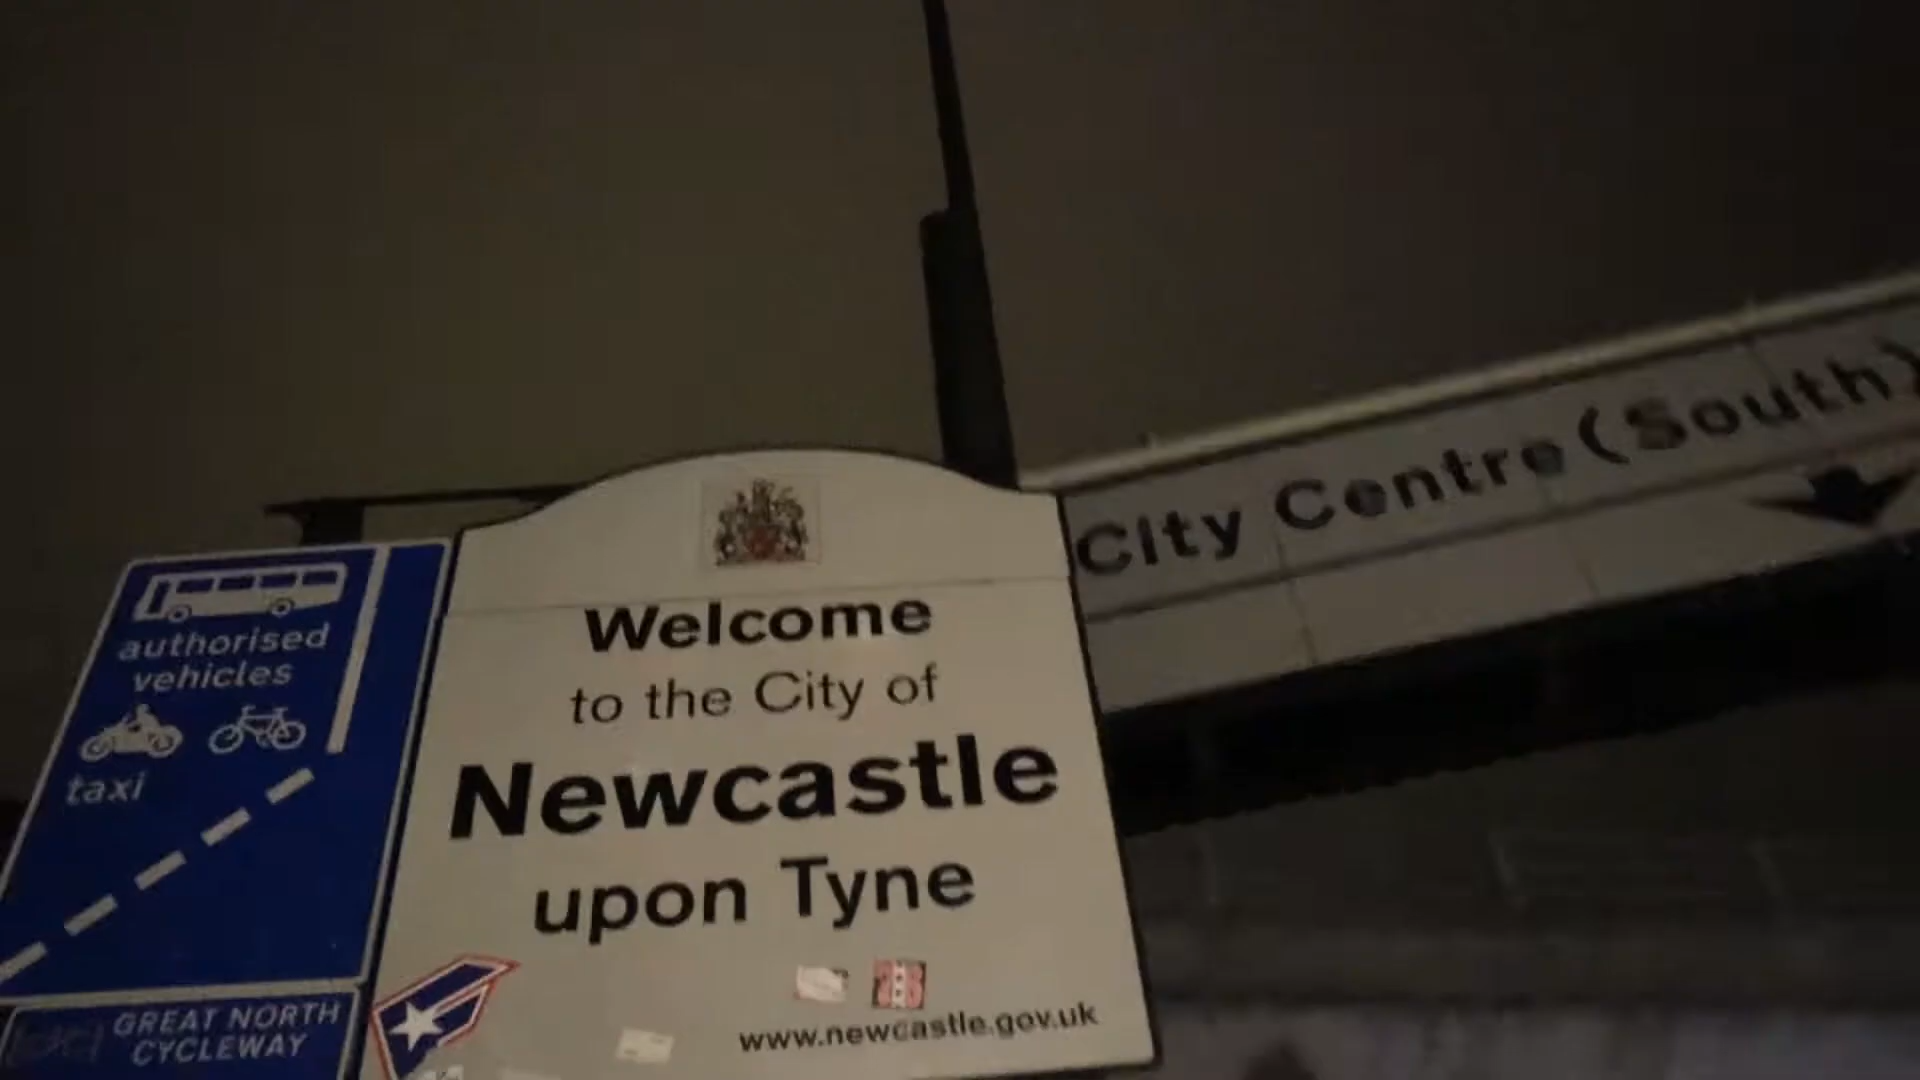 City Centre (South)
authorised
vehicles
taxi
GREAT NORTH
CYCLEWAY
Welcome
to the City of
Newcastle
upon Tyne
www.newcastle.gov.uk